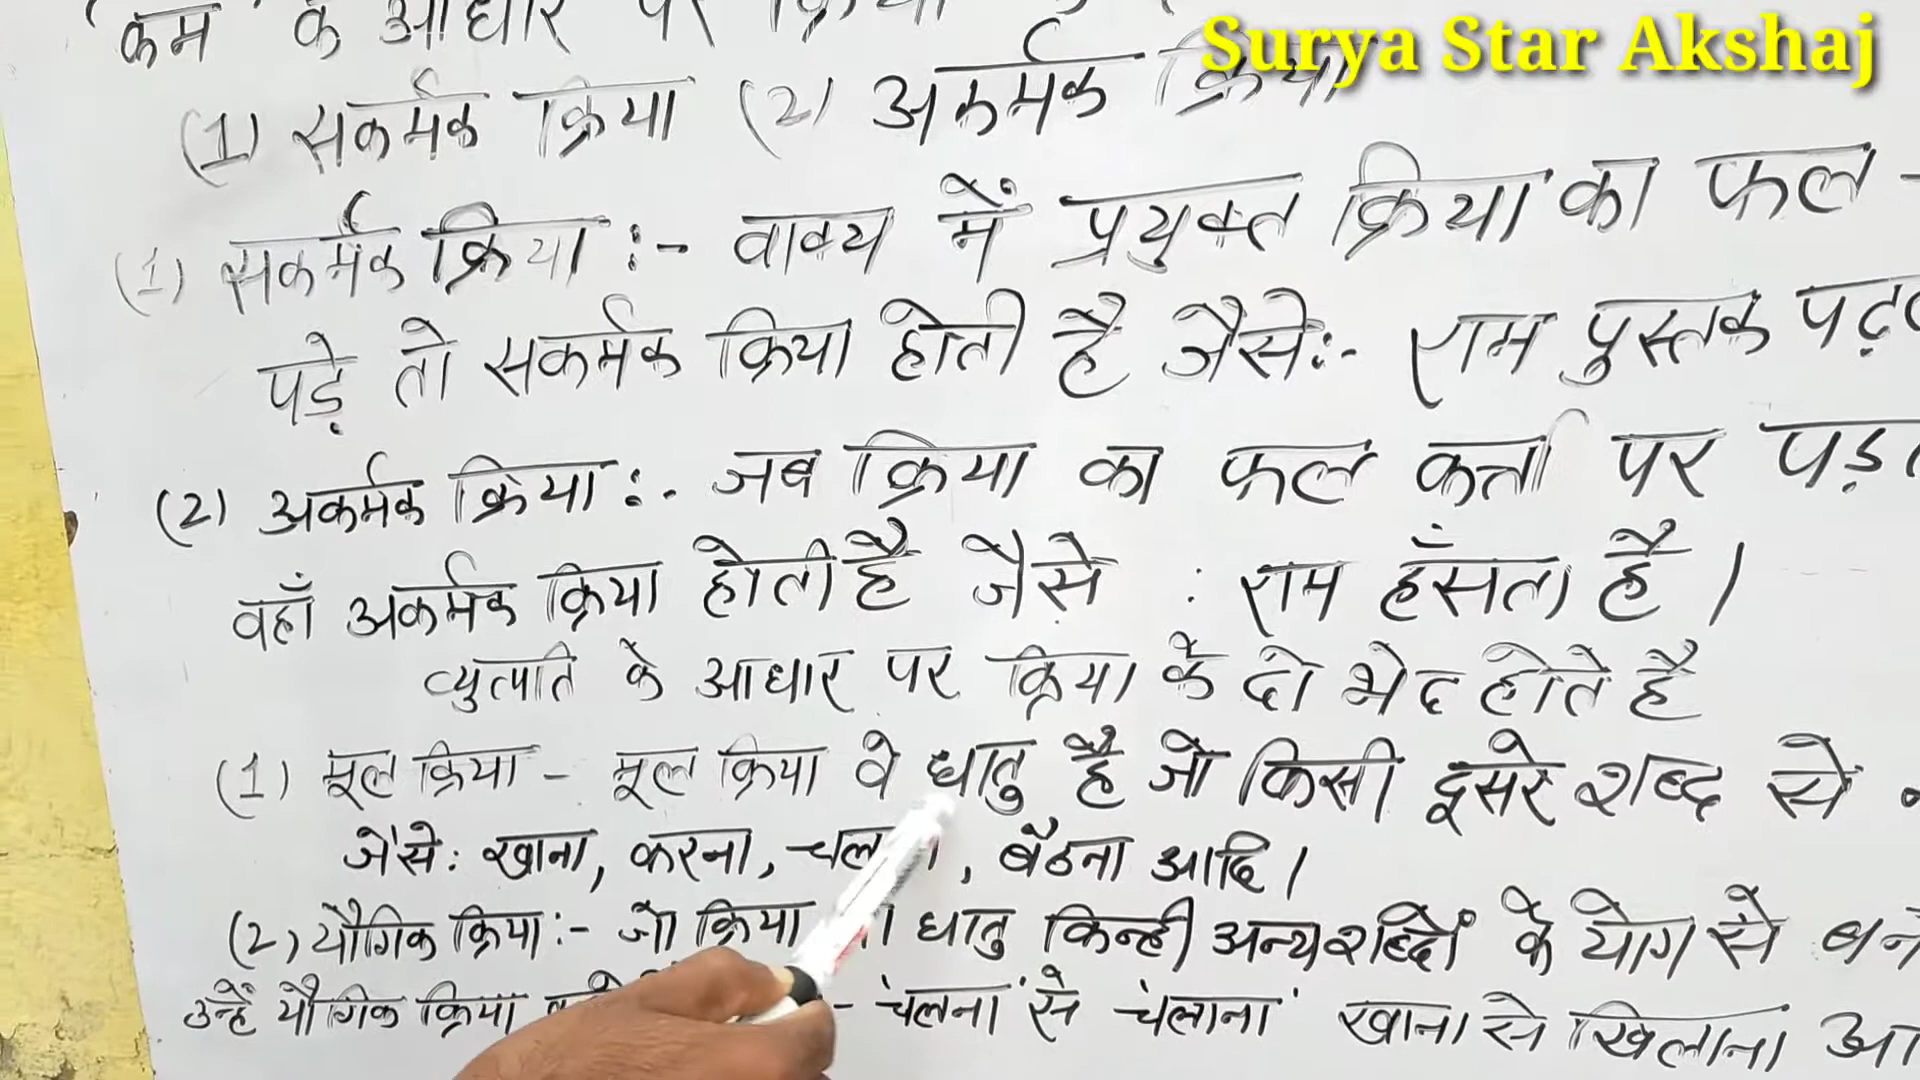 कर्म के आधार पर क्रिया
Surya Star Akshaj
(1) सकर्मक क्रिया (2) अकर्मक क्रिया
(1) सकर्मक क्रिया :- वाक्य में प्रयुक्त क्रिया का फल -
पड़े तो सकर्मक क्रिया होती है जैसे:- राम पुस्तक
(2) अकर्मक क्रिया :- जब क्रिया का फल कर्त्ता पर
वहाँ अकर्मक क्रिया होती है जैसे : राम हँसता है ।
व्युत्पति के आधार पर क्रिया के दो भेद होते है
(1) मूल क्रिया - मूल क्रिया वे धातु है जो किसी दूसरे शब्द से
जैसे: खाना, करना, , बैठना आदि ।
(2) यौगिक क्रिया :- जो क्रिया धातु किन्ही अन्य शब्दों के योग से
उन्हें यौगिक क्रिया - चलना से चलाना खाना से खिलाना